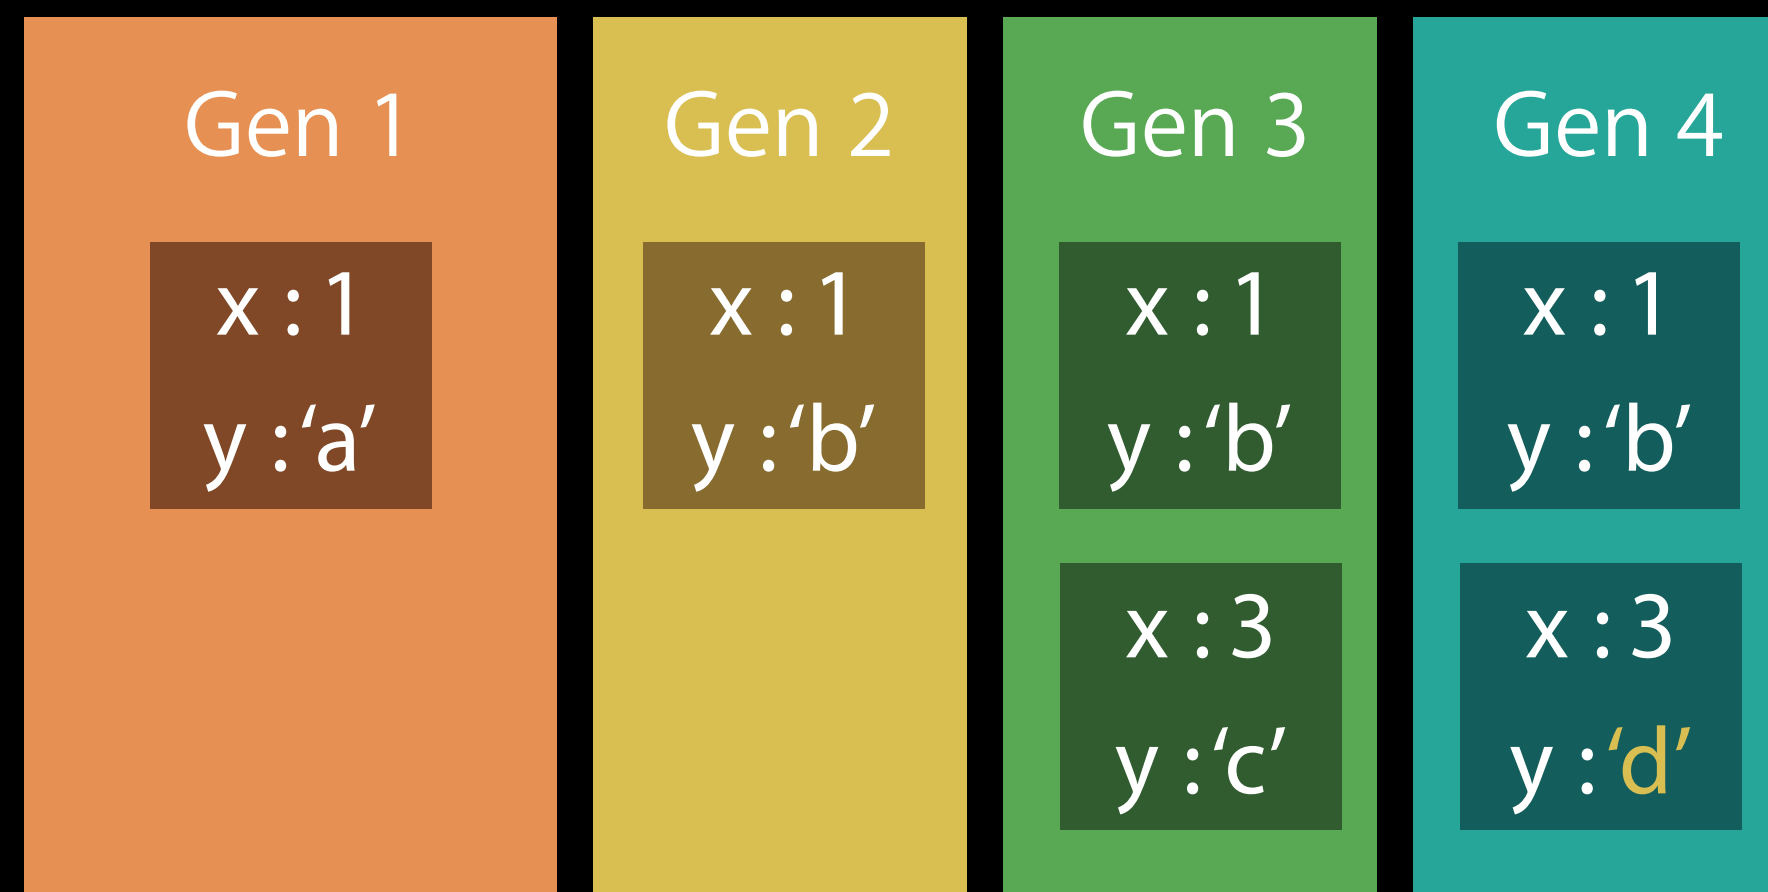 Gen 1
x : 1
y : ‘a’
Gen 2
x : 1
y : ‘b’
Gen 3
x : 1
y : ‘b’
x : 3
y : ‘c’
Gen 4
x : 1
y : ‘b’
x : 3
y : ‘d’